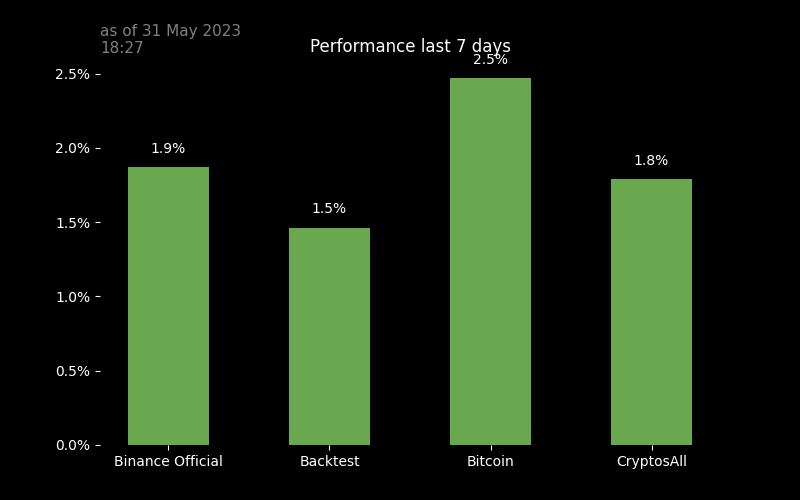 as of 31 May 2023
18:27
Performance last 7 days
2.5%
2.5%
2.0%
1.9%
1.8%
1.5%
1.5%
1.0%
0.5%
0.0%
Binance Official
Backtest
Bitcoin
CryptosAll